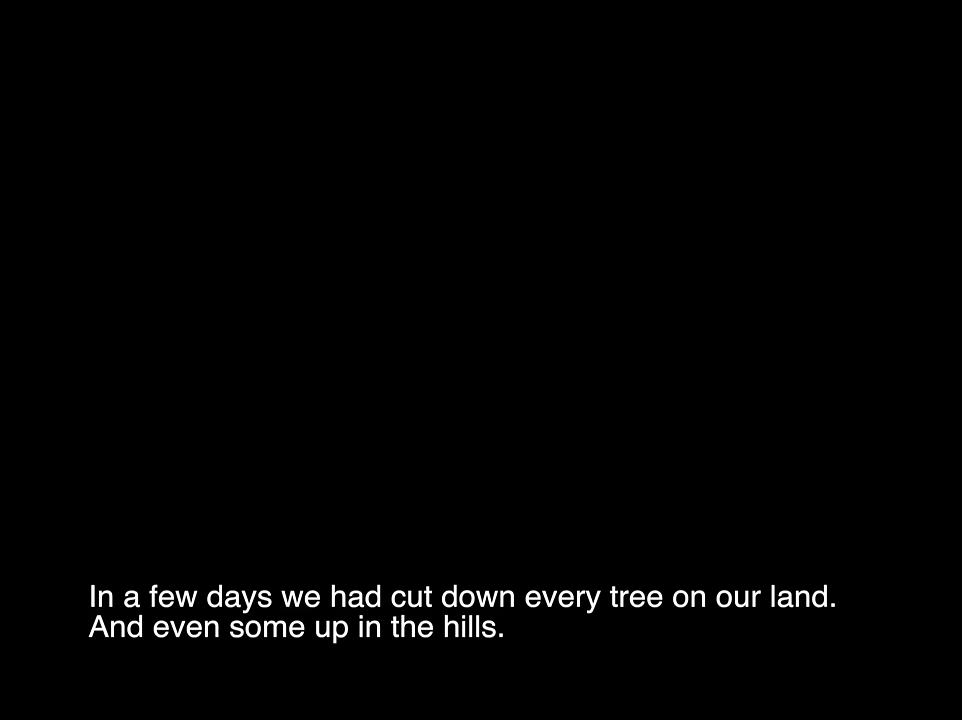 In a few days we had cut down every tree on our land.
And even some up in the hills.